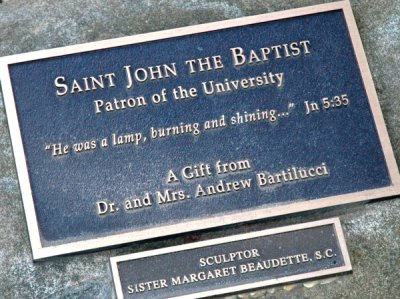 SAINT JOHN THE BAPTIST
Patron of the University
"He was a lamp, burning and shining..." Jn 5:35
A Gift from
Dr. and Mrs. Andrew Bartilucci
SCULPTOR
SISTER MARGARET BEAUDETTE, S.C.